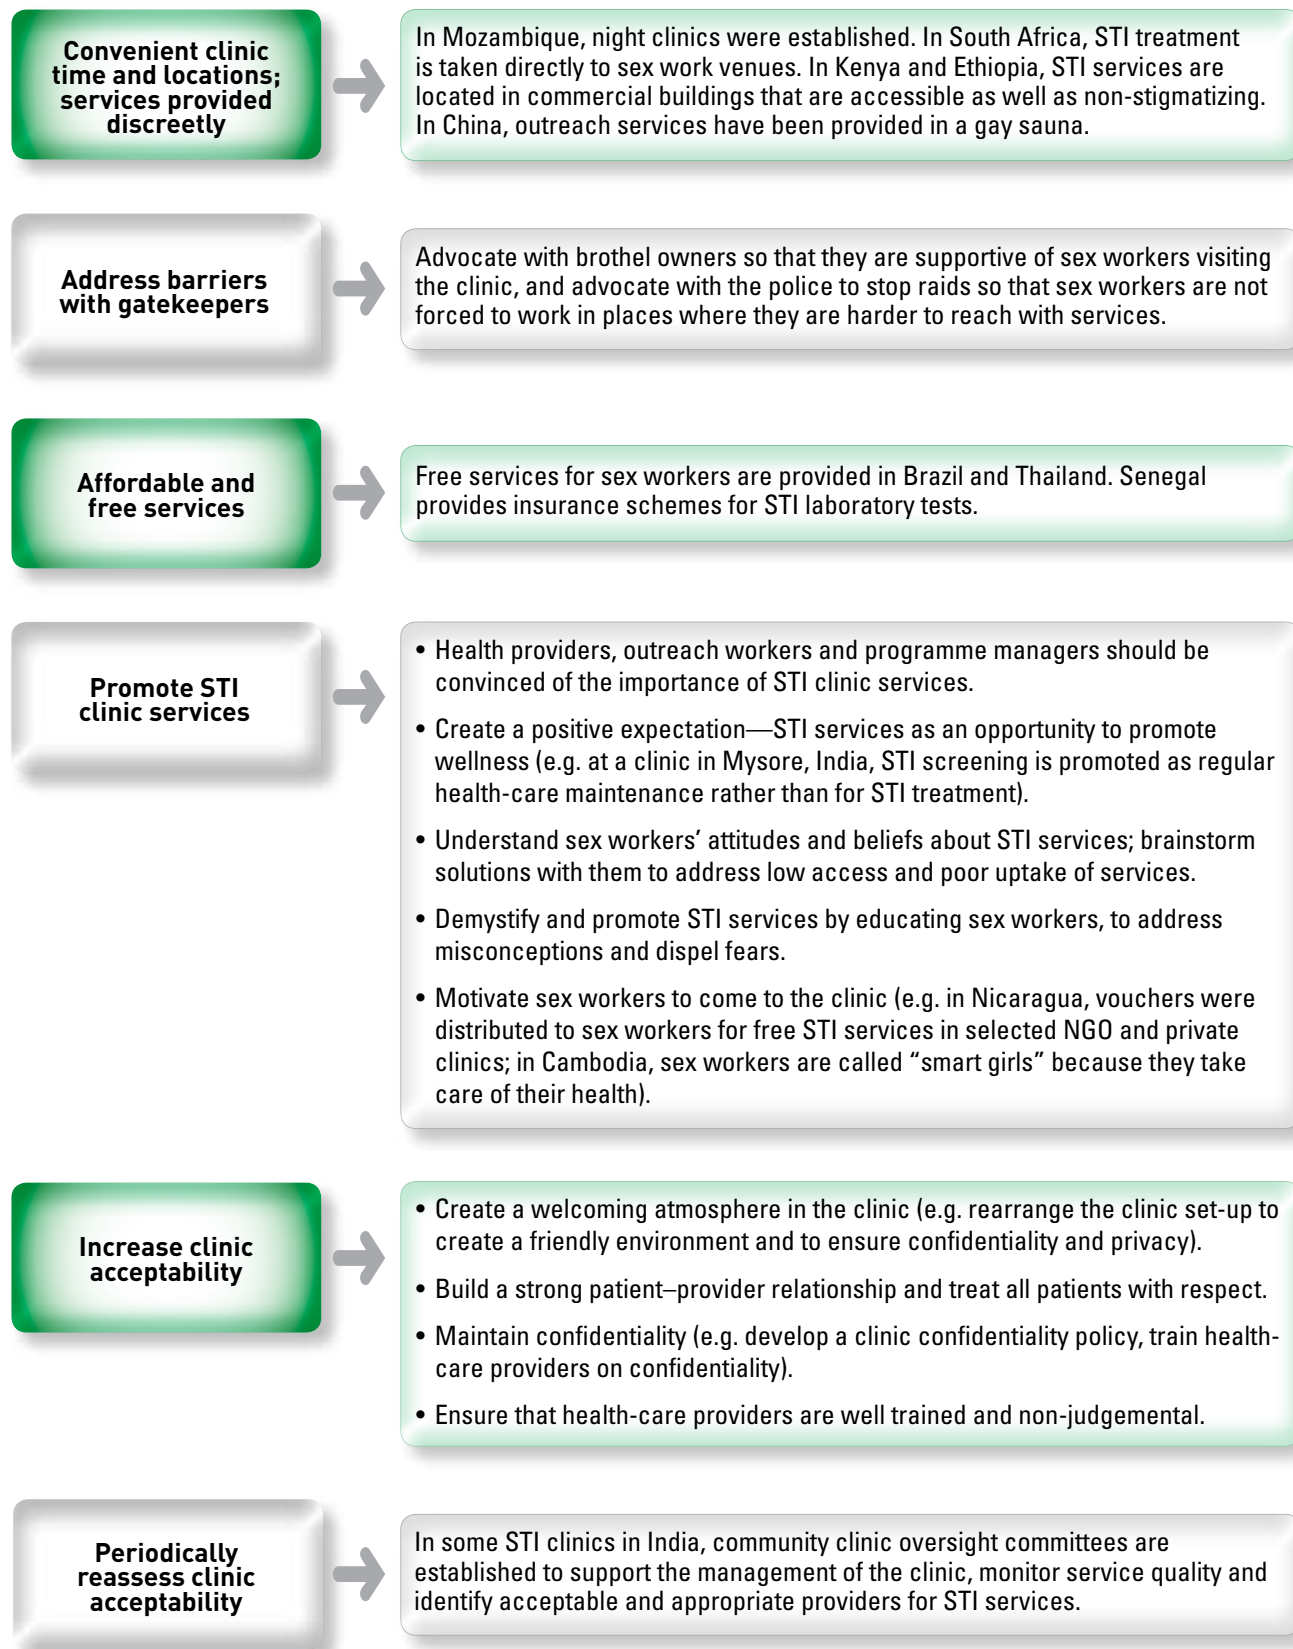 Convenient clinic
time and locations;
services provided
discreetly
In Mozambique, night clinics were established. In South Africa, STI treatment
is taken directly to sex work venues. In Kenya and Ethiopia, STI services are
located in commercial buildings that are accessible as well as non-stigmatizing.
In China, outreach services have been provided in a gay sauna.
Address barriers
with gatekeepers
Advocate with brothel owners so that they are supportive of sex workers visiting
the clinic, and advocate with the police to stop raids so that sex workers are not
forced to work in places where they are harder to reach with services.
Affordable and
free services
Free services for sex workers are provided in Brazil and Thailand. Senegal
provides insurance schemes for STI laboratory tests.
Promote STI
clinic services
• Health providers, outreach workers and programme managers should be
convinced of the importance of STI clinic services.
• Create a positive expectation—STI services as an opportunity to promote
wellness (e.g. at a clinic in Mysore, India, STI screening is promoted as regular
health-care maintenance rather than for STI treatment).
• Understand sex workers’ attitudes and beliefs about STI services; brainstorm
solutions with them to address low access and poor uptake of services.
• Demystify and promote STI services by educating sex workers, to address
misconceptions and dispel fears.
• Motivate sex workers to come to the clinic (e.g. in Nicaragua, vouchers were
distributed to sex workers for free STI services in selected NGO and private
clinics; in Cambodia, sex workers are called “smart girls” because they take
care of their health).
Increase clinic
acceptability
• Create a welcoming atmosphere in the clinic (e.g. rearrange the clinic set-up to
create a friendly environment and to ensure confidentiality and privacy).
• Build a strong patient–provider relationship and treat all patients with respect.
• Maintain confidentiality (e.g. develop a clinic confidentiality policy, train health-
care providers on confidentiality).
• Ensure that health-care providers are well trained and non-judgemental.
Periodically
reassess clinic
acceptability
In some STI clinics in India, community clinic oversight committees are
established to support the management of the clinic, monitor service quality and
identify acceptable and appropriate providers for STI services.